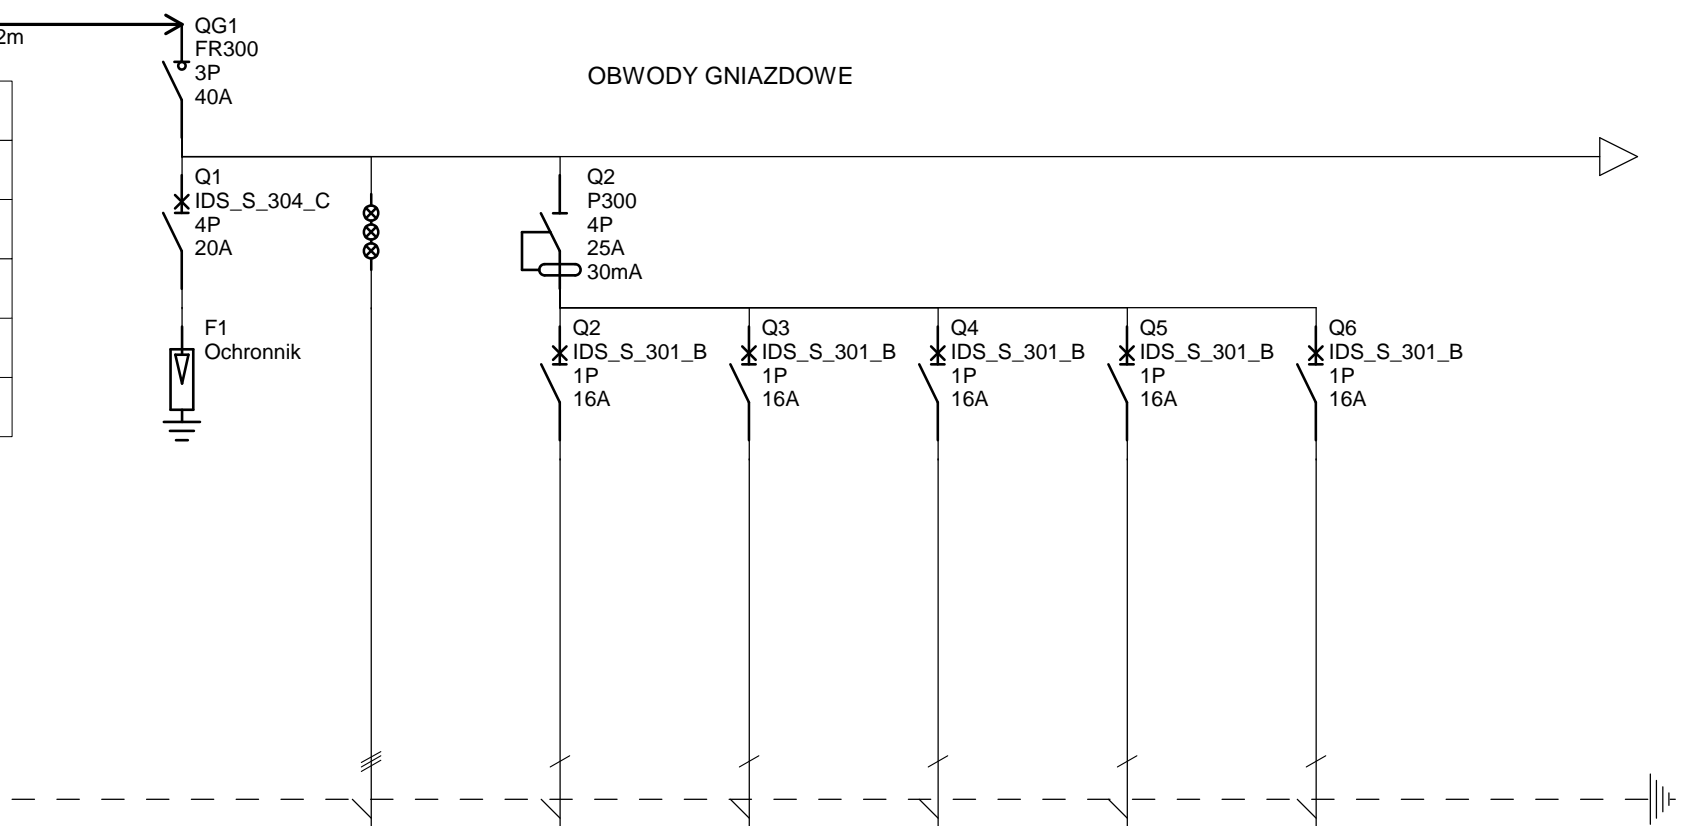 2m
QG1
FR300
3P
40A
OBWODY GNIAZDOWE
Q1
IDS_S_304_C
4P
20A
Q2
P300
4P
25A
30mA
F1
Ochronnik
Q2
IDS_S_301_B
1P
16A
Q3
IDS_S_301_B
1P
16A
Q4
IDS_S_301_B
1P
16A
Q5
IDS_S_301_B
1P
16A
Q6
IDS_S_301_B
1P
16A